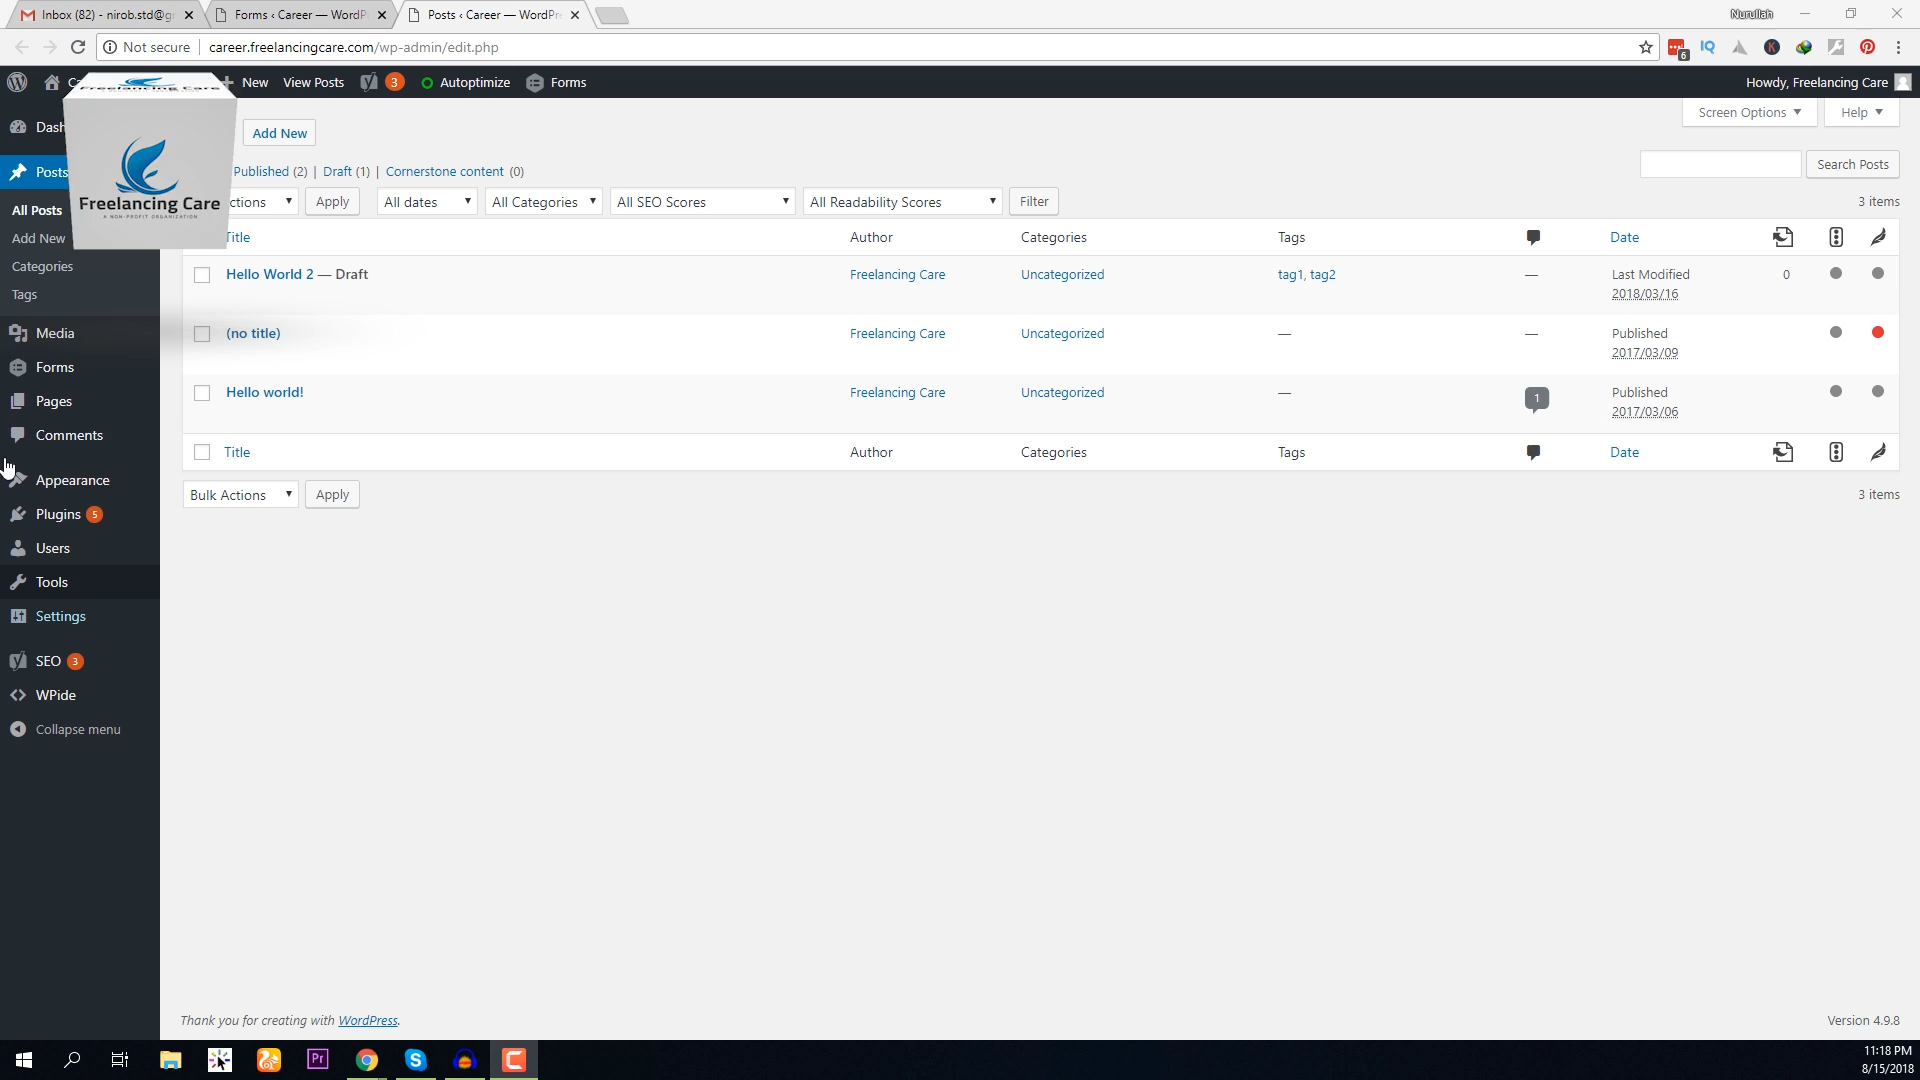 Inbox (82) - nirob.std@g
Forms ‹ Career — WordP
Posts ‹ Career — WordPr
Nurullah
Not secure
career.freelancingcare.com/wp-admin/edit.php
6
IQ
K
New
View Posts
3
Autoptimize
Forms
Howdy, Freelancing Care
Freelancing Care
Freelancing Care
A NON-PROFIT ORGANIZATION
Dash
Posts
All Posts
Add New
Categories
Tags
Media
Forms
Pages
Comments
Appearance
Plugins 5
Users
Tools
Settings
SEO 3
WPide
Collapse menu
Add New
Screen Options
Help
Published (2) | Draft (1) | Cornerstone content (0)
Search Posts
ctions
Apply
All dates
All Categories
All SEO Scores
All Readability Scores
Filter
3 items
Title
Author
Categories
Tags
Date
Hello World 2 — Draft
Freelancing Care
Uncategorized
tag1, tag2
—
Last Modified
2018/03/16
0
(no title)
Freelancing Care
Uncategorized
—
—
Published
2017/03/09
Hello world!
Freelancing Care
Uncategorized
—
1
Published
2017/03/06
Title
Author
Categories
Tags
Date
Bulk Actions
Apply
3 items
Thank you for creating with WordPress.
Version 4.9.8
Pr
11:18 PM
8/15/2018